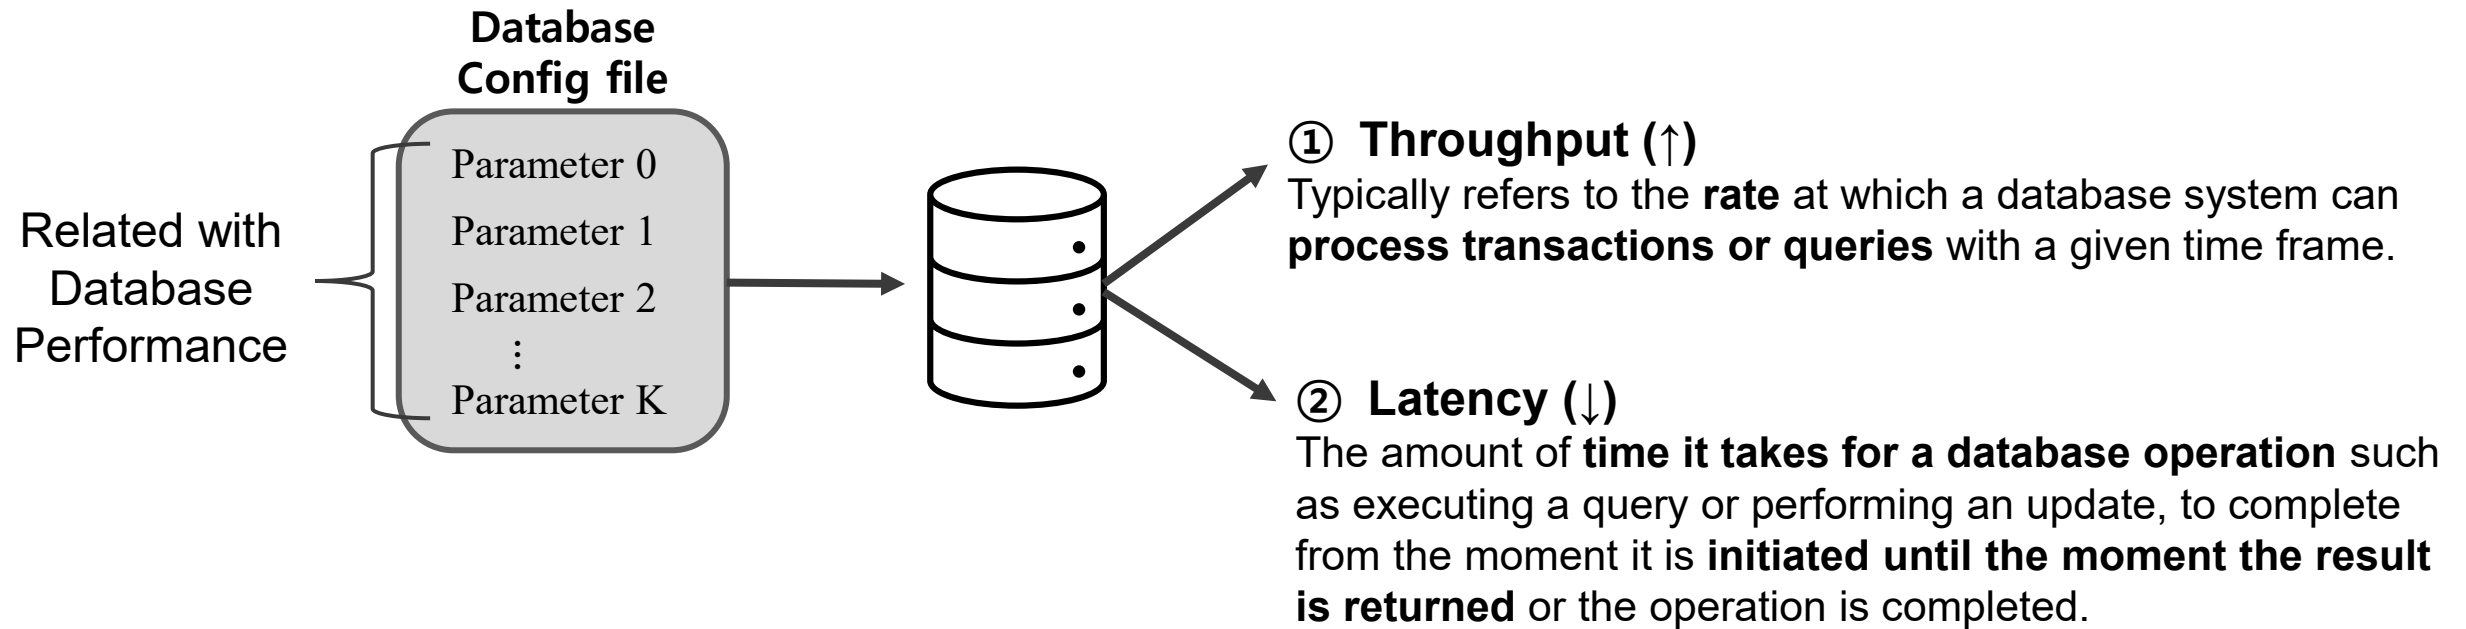 Database
Config file
Related with
Database
Performance
Parameter 0
Parameter 1
Parameter 2
⋮
Parameter K
① Throughput (↑)
Typically refers to the rate at which a database system can
process transactions or queries with a given time frame.
② Latency (↓)
The amount of time it takes for a database operation such
as executing a query or performing an update, to complete
from the moment it is initiated until the moment the result
is returned or the operation is completed.